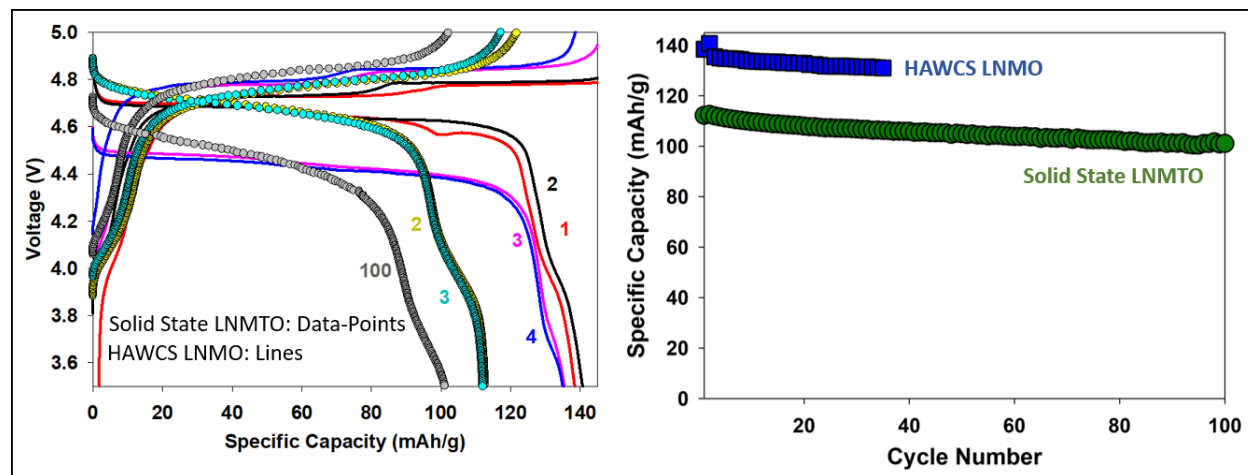 5.0
4.8
4.6
4.4
4.2
4.0
3.8
3.6
Voltage (V)
2
1
2
3
100
3
4
Solid State LNMTO: Data-Points
HAWCS LNMO: Lines
0 20 40 60 80 100 120 140
Specific Capacity (mAh/g)
140
120
100
80
60
40
20
0
Specific Capacity (mAh/g)
HAWCS LNMO
Solid State LNMTO
20 40 60 80 100
Cycle Number